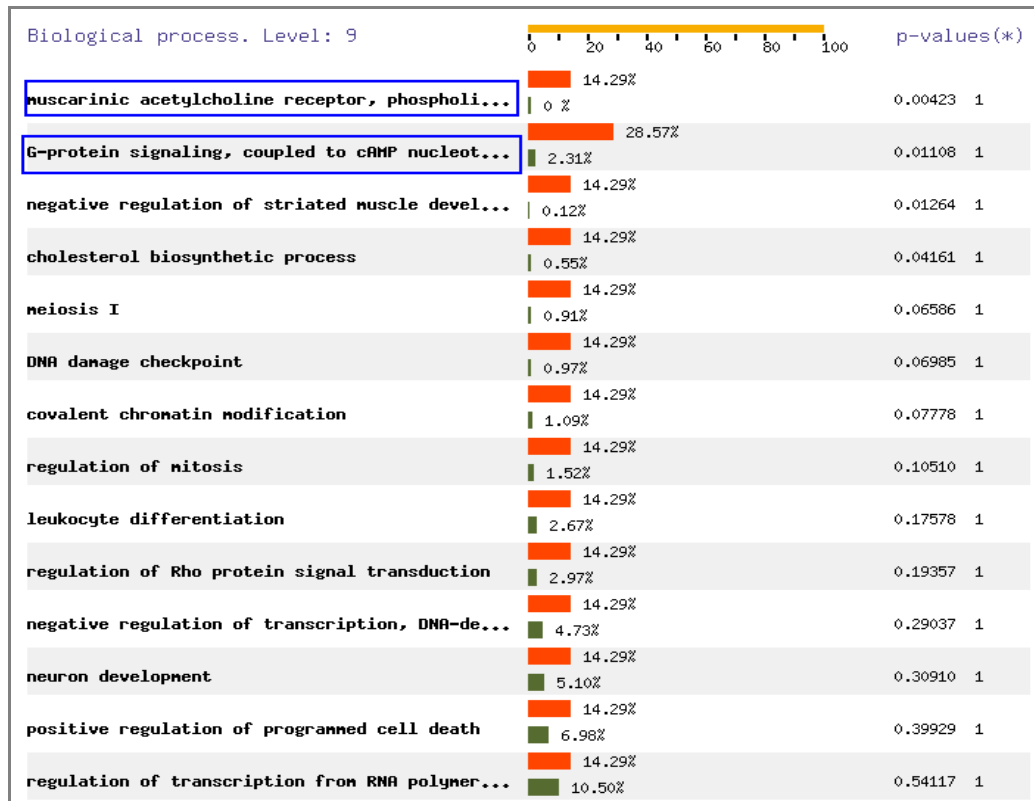 Biological process. Level: 9
0 20 40 60 80 100
p-values(*)
14.29%
muscarinic acetylcholine receptor, phospholi... 0 % 0.00423 1
28.57%
G-protein signaling, coupled to cAMP nucleot... 2.31% 0.01108 1
14.29%
negative regulation of striated muscle devel... 0.12% 0.01264 1
14.29%
cholesterol biosynthetic process 0.55% 0.04161 1
14.29%
meiosis I 0.91% 0.06586 1
14.29%
DNA damage checkpoint 0.97% 0.06985 1
14.29%
covalent chromatin modification 1.09% 0.07778 1
14.29%
regulation of mitosis 1.52% 0.10510 1
14.29%
leukocyte differentiation 2.67% 0.17578 1
14.29%
regulation of Rho protein signal transduction 2.97% 0.19357 1
14.29%
negative regulation of transcription, DNA-de... 4.73% 0.29037 1
14.29%
neuron development 5.10% 0.30910 1
14.29%
positive regulation of programmed cell death 6.98% 0.39929 1
14.29%
regulation of transcription from RNA polymer... 10.50% 0.54117 1